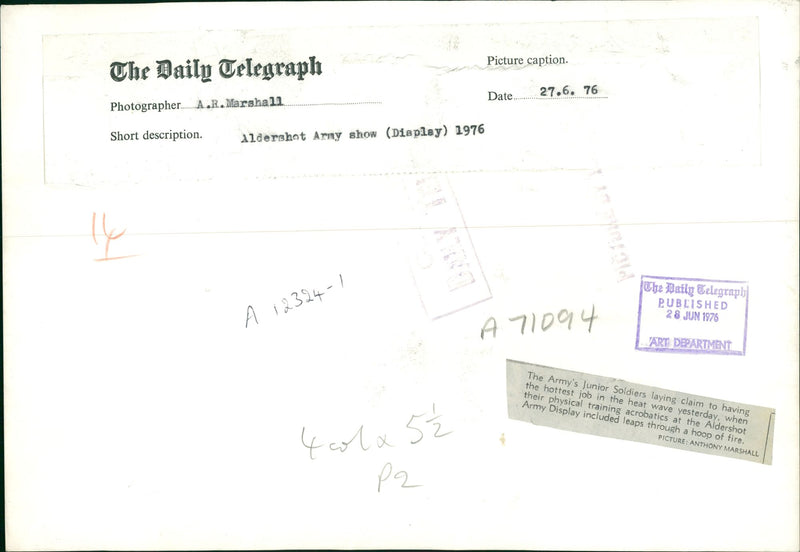 The Daily Telegraph
Picture caption.
Photographer A.R.Marshall
Date 27.6. 76
Short description. Aldershot Army show (Display) 1976
14
A 12324-1
A 71094
The Daily Telegraph
PUBLISHED
28 JUN 1976
ART DEPARTMENT
The Army's Junior Soldiers laying claim to having
the hottest job in the heat wave yesterday, when
their physical training acrobatics at the Aldershot
Army Display included leaps through a hoop of fire.
PICTURE: ANTHONY MARSHALL
4 col x 5½
P2